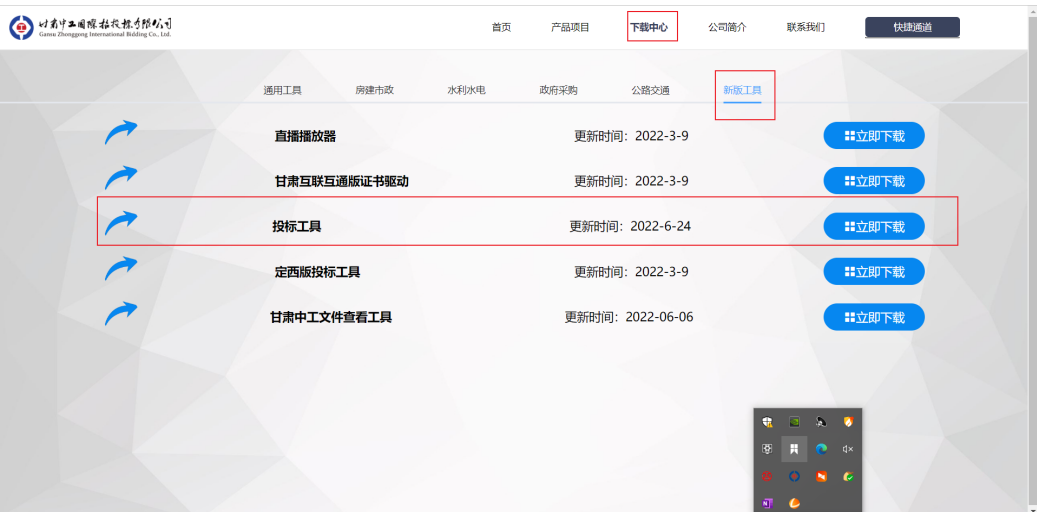 甘肃中工国际招投标有限公司
Gansu Zhonggong International Bidding Co., Ltd.
首页 产品项目 下载中心 公司简介 联系我们 快捷通道
通用工具 房建市政 水利水电 政府采购 公路交通 新版工具
直播播放器 更新时间：2022-3-9 立即下载
甘肃互联互通版证书驱动 更新时间：2022-3-9 立即下载
投标工具 更新时间：2022-6-24 立即下载
定西版投标工具 更新时间：2022-3-9 立即下载
甘肃中工文件查看工具 更新时间：2022-06-06 立即下载